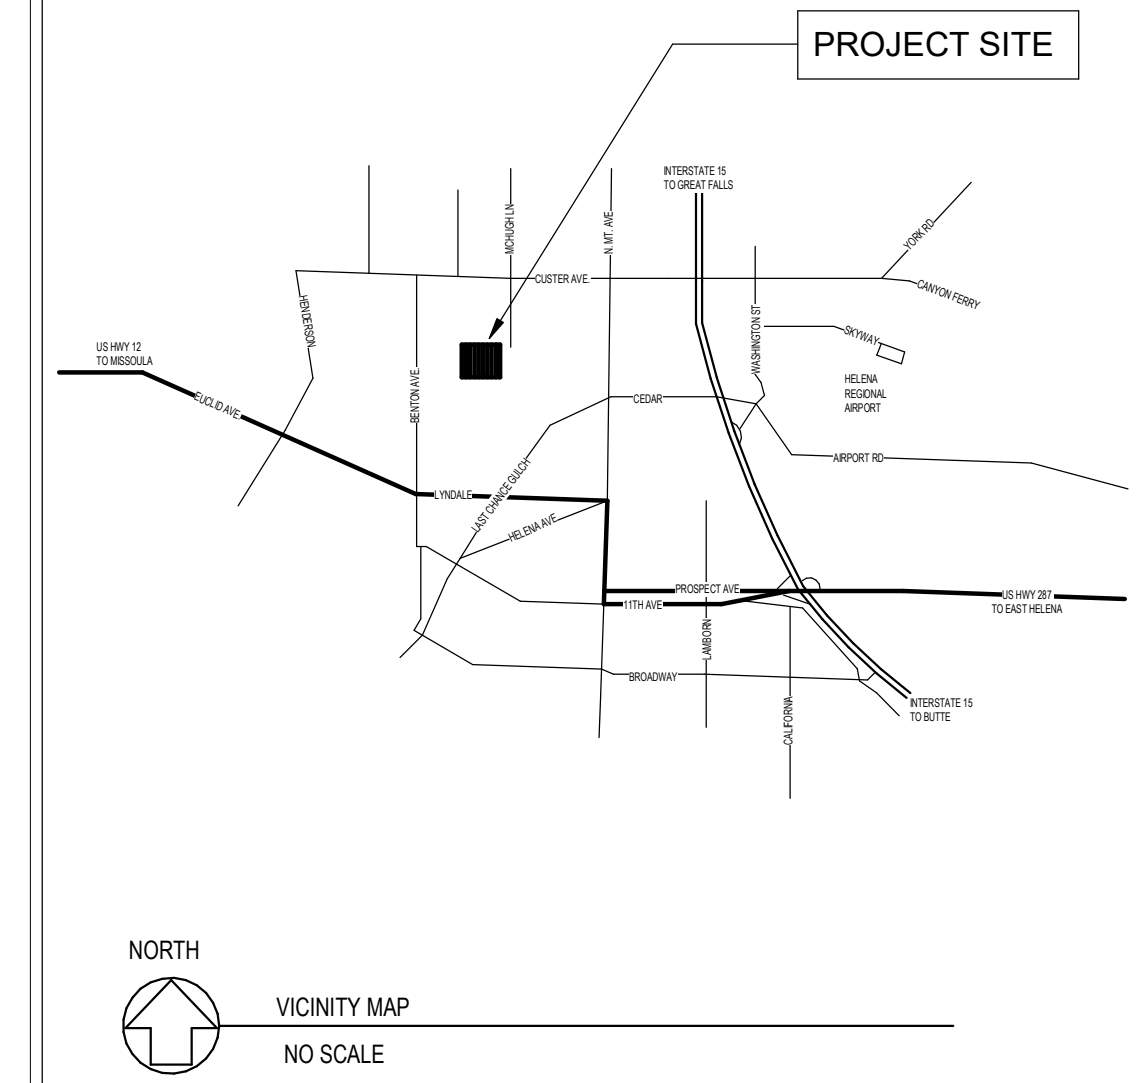 PROJECT SITE
INTERSTATE 15
TO GREAT FALLS
MCHUGH LN
N. MT. AVE
YORK RD
CUSTER AVE.
CANYON FERRY
HENDERSON
WASHINGTON ST
SKYWAY
US HWY 12
TO MISSOULA
HELENA
REGIONAL
AIRPORT
EUCLID AVE
BENTON AVE.
CEDAR
AIRPORT RD
LYNDALE
LAST CHANCE GULCH
HELENA AVE
PROSPECT AVE
11TH AVE
US HWY 287
TO EAST HELENA
LAMBORN
BROADWAY
CALIFORNIA
INTERSTATE 15
TO BUTTE
NORTH
VICINITY MAP
NO SCALE